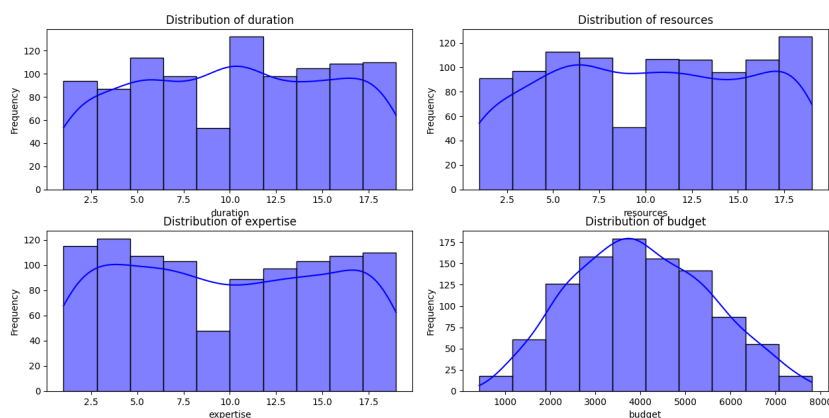 Distribution of duration
Frequency
0
20
40
60
80
100
120
2.5 5.0 7.5 10.0 12.5 15.0 17.5
duration
Distribution of resources
Frequency
0
20
40
60
80
100
120
2.5 5.0 7.5 10.0 12.5 15.0 17.5
resources
Distribution of expertise
Frequency
0
20
40
60
80
100
120
2.5 5.0 7.5 10.0 12.5 15.0 17.5
expertise
Distribution of budget
Frequency
0
25
50
75
100
125
150
175
1000 2000 3000 4000 5000 6000 7000 8000
budget